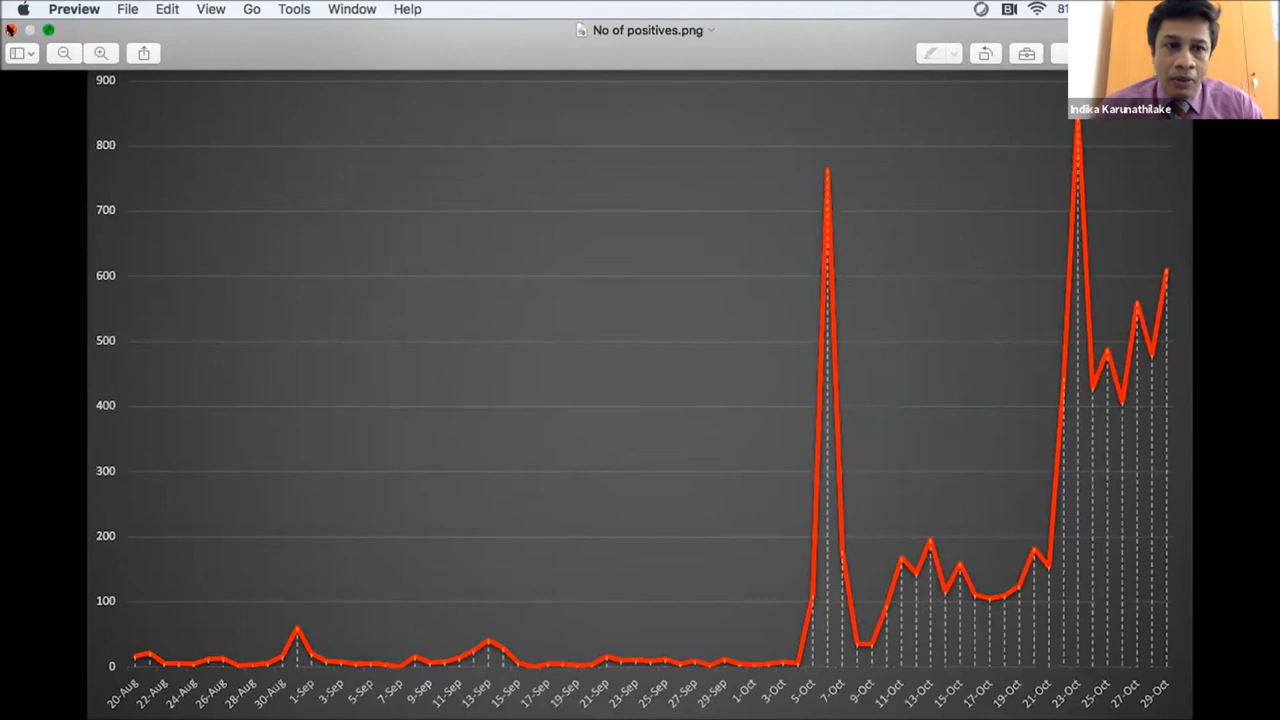 Preview File Edit View Go Tools Window Help 81
No of positives.png
Indika Karunathilake
900
800
700
600
500
400
300
200
100
0
20-Aug 22-Aug 24-Aug 26-Aug 28-Aug 30-Aug 1-Sep 3-Sep 5-Sep 7-Sep 9-Sep 11-Sep 13-Sep 15-Sep 17-Sep 19-Sep 21-Sep 23-Sep 25-Sep 27-Sep 29-Sep 1-Oct 3-Oct 5-Oct 7-Oct 9-Oct 11-Oct 13-Oct 15-Oct 17-Oct 19-Oct 21-Oct 23-Oct 25-Oct 27-Oct 29-Oct